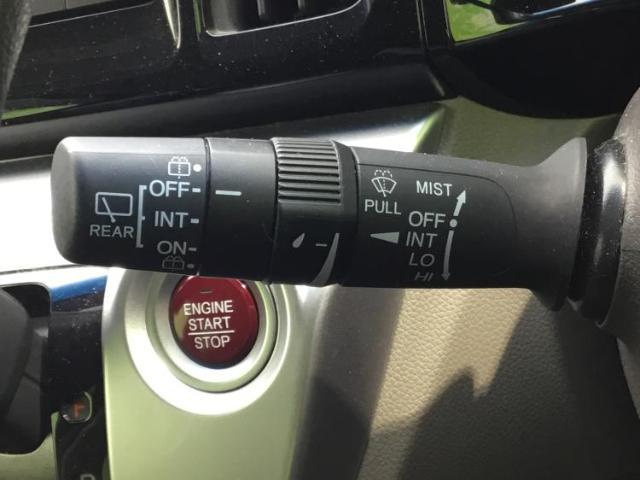 OFF
INT
ON
REAR
PULL
MIST
OFF
INT
LO
HI
ENGINE
START
STOP